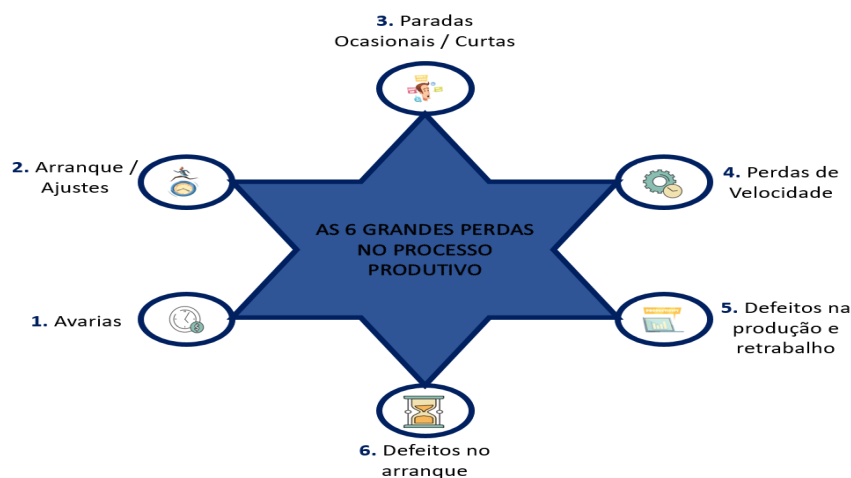 3. Paradas
Ocasionais / Curtas
2. Arranque /
Ajustes
4. Perdas de
Velocidade
AS 6 GRANDES PERDAS
NO PROCESSO
PRODUTIVO
1. Avarias
5. Defeitos na
produção e
retrabalho
6. Defeitos no
arranque